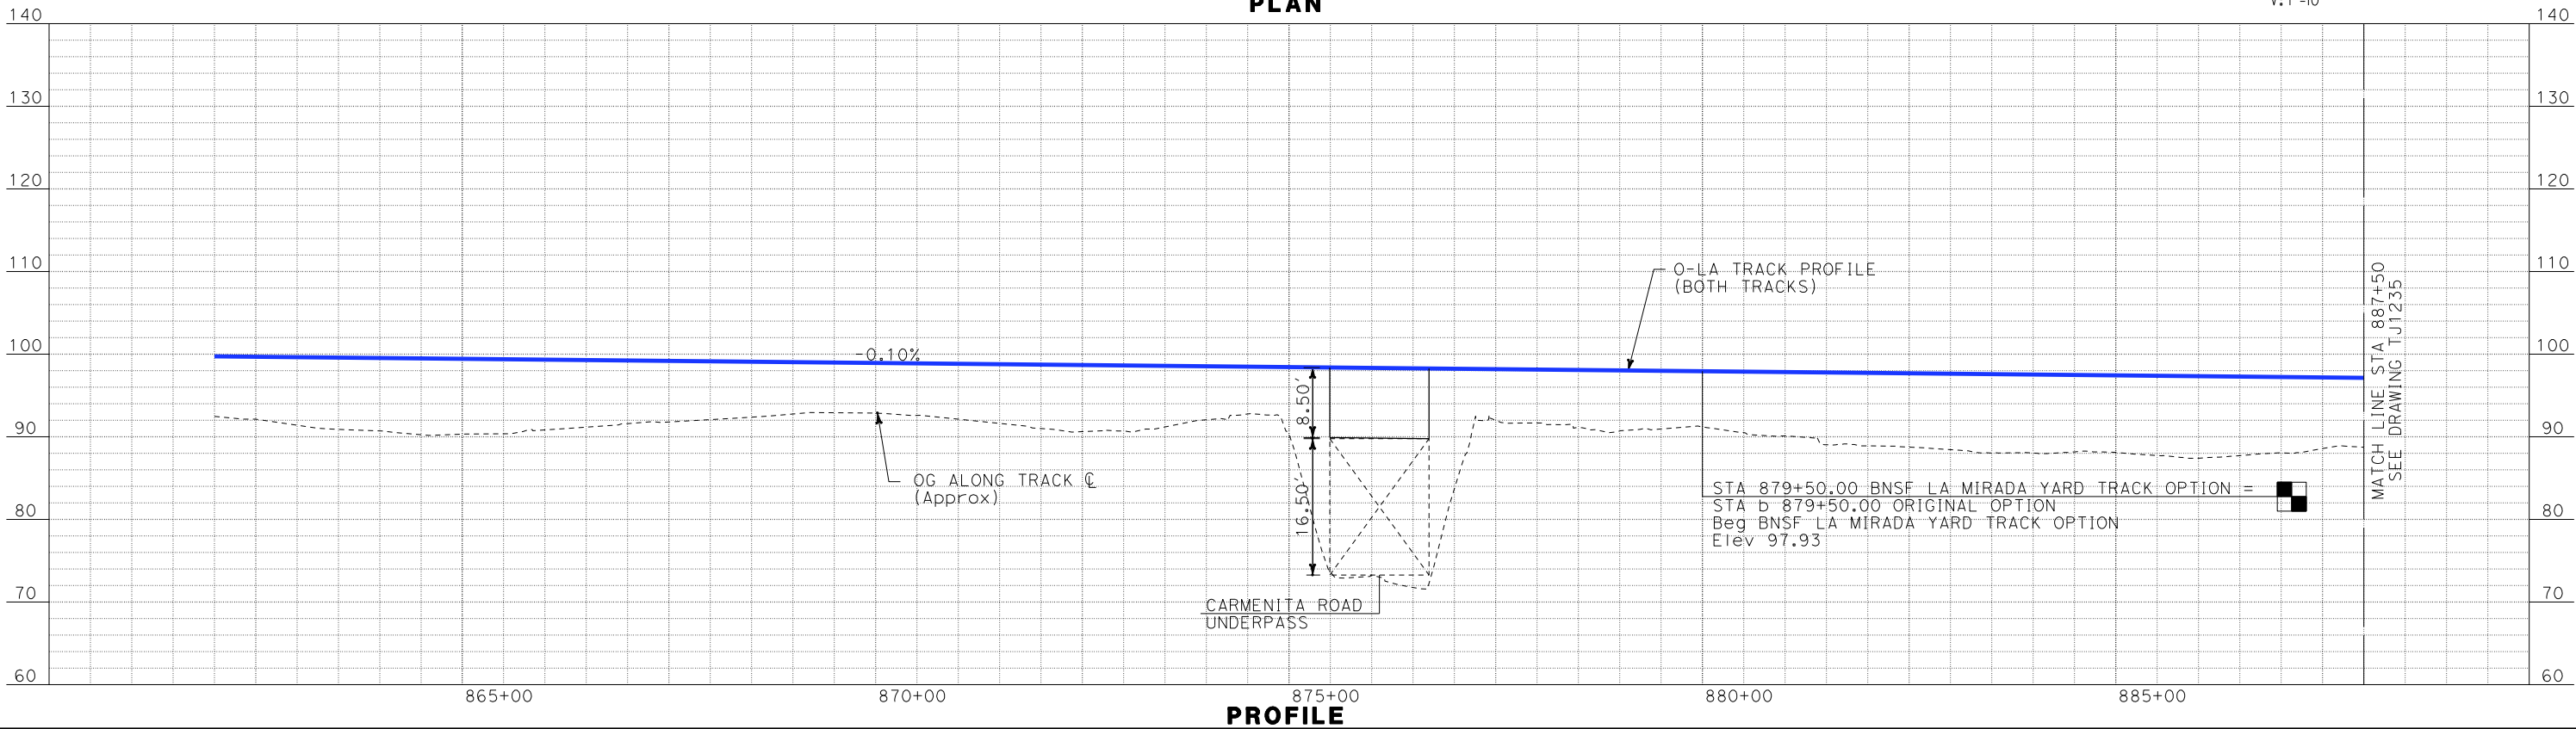 PLAN
140
140
130
130
120
120
110
110
100
100
90
90
80
80
70
70
60
60
-0.10%
O-LA TRACK PROFILE
(BOTH TRACKS)
OG ALONG TRACK ℄
(Approx)
8.50'
16.50'
CARMENITA ROAD
UNDERPASS
STA 879+50.00 BNSF LA MIRADA YARD TRACK OPTION =
STA b 879+50.00 ORIGINAL OPTION
Beg BNSF LA MIRADA YARD TRACK OPTION
Elev 97.93
MATCH LINE STA 887+50
SEE DRAWING TJ1235
865+00
870+00
875+00
880+00
885+00
PROFILE